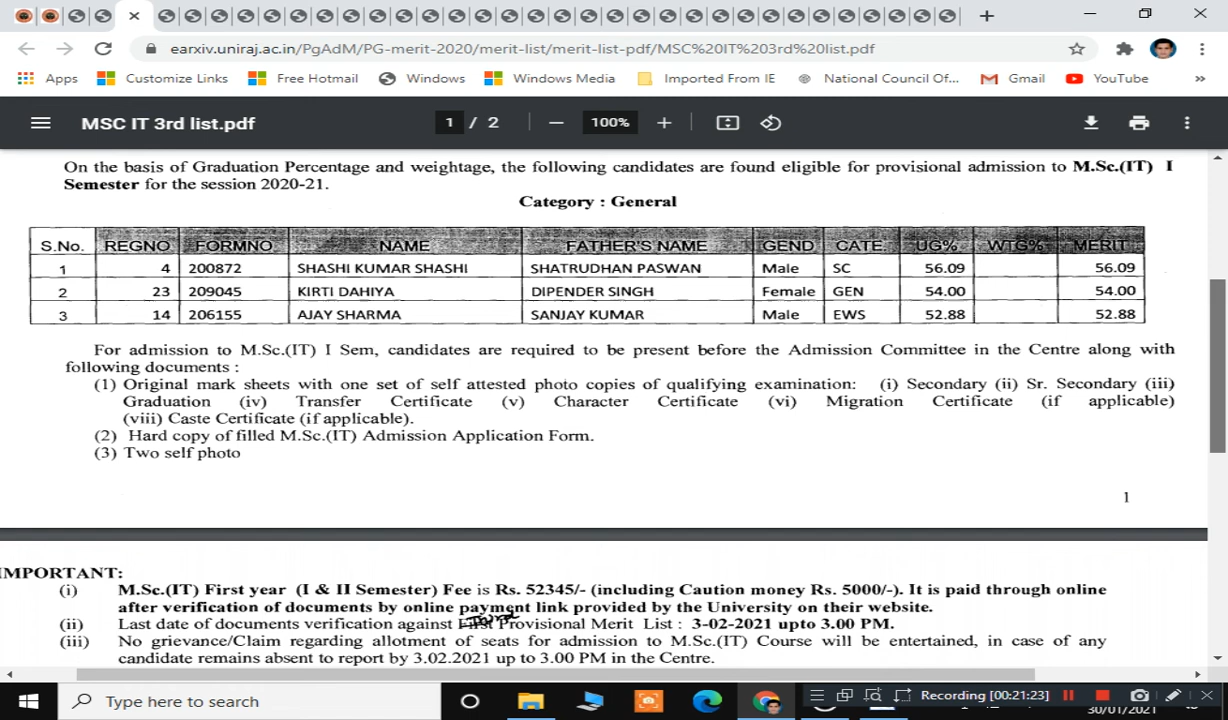 earxiv.uniraj.ac.in/PgAdM/PG-merit-2020/merit-list/merit-list-pdf/MSC%20IT%203rd%20list.pdf
Apps Customize Links Free Hotmail Windows Windows Media Imported From IE National Council Of... Gmail YouTube »
MSC IT 3rd list.pdf 1 / 2 100%
On the basis of Graduation Percentage and weightage, the following candidates are found eligible for provisional admission to M.Sc.(IT) I
Semester for the session 2020-21.
Category : General
S.No. REGNO FORMNO NAME FATHER'S NAME GEND CATE. UG% WTG% MERIT
1 4 200872 SHASHI KUMAR SHASHI SHATRUDHAN PASWAN Male SC 56.09 56.09
2 23 209045 KIRTI DAHIYA DIPENDER SINGH Female GEN 54.00 54.00
3 14 206155 AJAY SHARMA SANJAY KUMAR Male EWS 52.88 52.88
For admission to M.Sc.(IT) I Sem, candidates are required to be present before the Admission Committee in the Centre along with
following documents :
(1) Original mark sheets with one set of self attested photo copies of qualifying examination: (i) Secondary (ii) Sr. Secondary (iii)
Graduation (iv) Transfer Certificate (v) Character Certificate (vi) Migration Certificate (if applicable)
(viii) Caste Certificate (if applicable).
(2) Hard copy of filled M.Sc.(IT) Admission Application Form.
(3) Two self photo
1
IMPORTANT:
(i) M.Sc.(IT) First year (I & II Semester) Fee is Rs. 52345/- (including Caution money Rs. 5000/-). It is paid through online
after verification of documents by online payment link provided by the University on their website.
(ii) Last date of documents verification against Provisional Merit List : 3-02-2021 upto 3.00 PM.
(iii) No grievance/Claim regarding allotment of seats for admission to M.Sc.(IT) Course will be entertained, in case of any
candidate remains absent to report by 3.02.2021 up to 3.00 PM in the Centre.
Type here to search
Recording [00:21:23]
30/01/2021